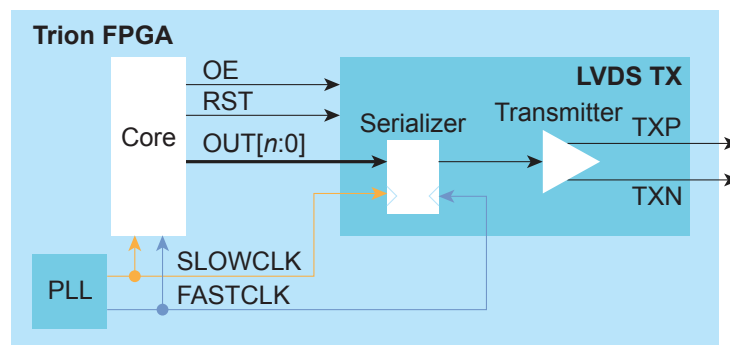 Trion FPGA
OE
LVDS TX
RST
Transmitter
Serializer
TXP
Core
OUT[n:0]
TXN
SLOWCLK
PLL
FASTCLK